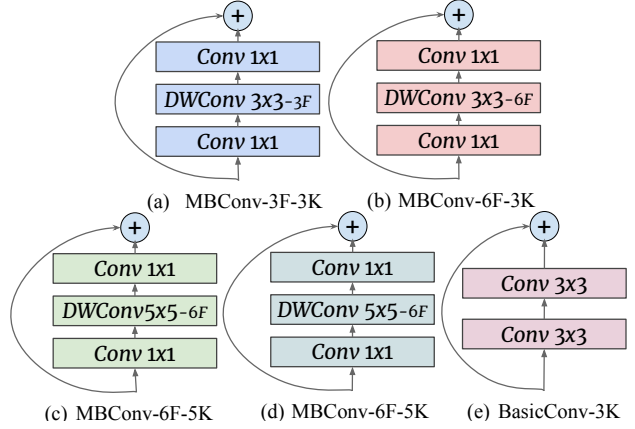 + +
Conv 1x1 Conv 1x1
DWConv 3x3-3F DWConv 3x3-6F
Conv 1x1 Conv 1x1
(a) MBConv-3F-3K (b) MBConv-6F-3K
+ + +
Conv 1x1 Conv 1x1 Conv 3x3
DWConv5x5-6F DWConv 5x5-6F Conv 3x3
Conv 1x1 Conv 1x1
(c) MBConv-6F-5K (d) MBConv-6F-5K (e) BasicConv-3K